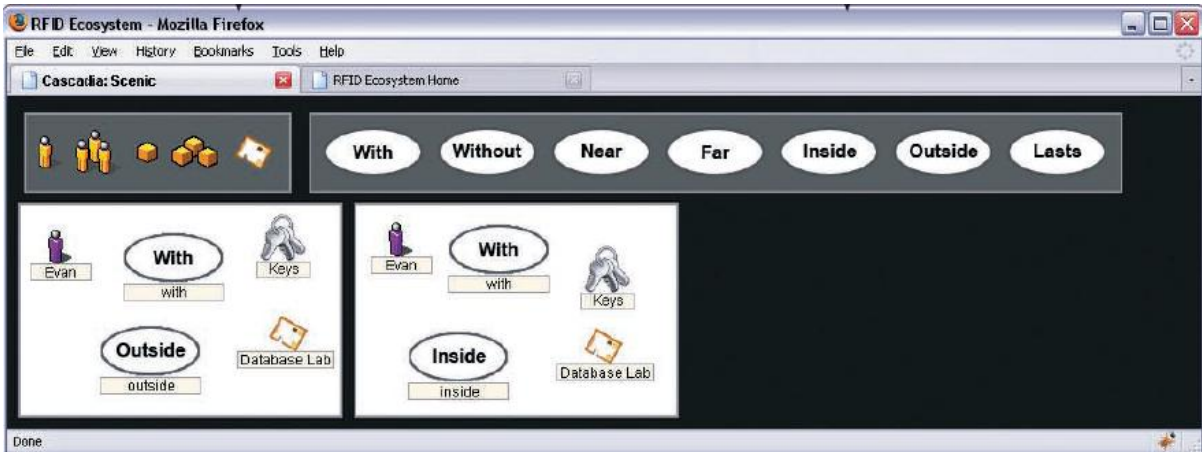 RFID Ecosystem - Mozilla Firefox
File Edit View History Bookmarks Tools Help
Cascadia: Scenic
RFID Ecosystem Home
With Without Near Far Inside Outside Lasts
Evan
With
with
Keys
Outside
outside
Database Lab
Evan
With
with
Keys
Inside
inside
Database Lab
Done